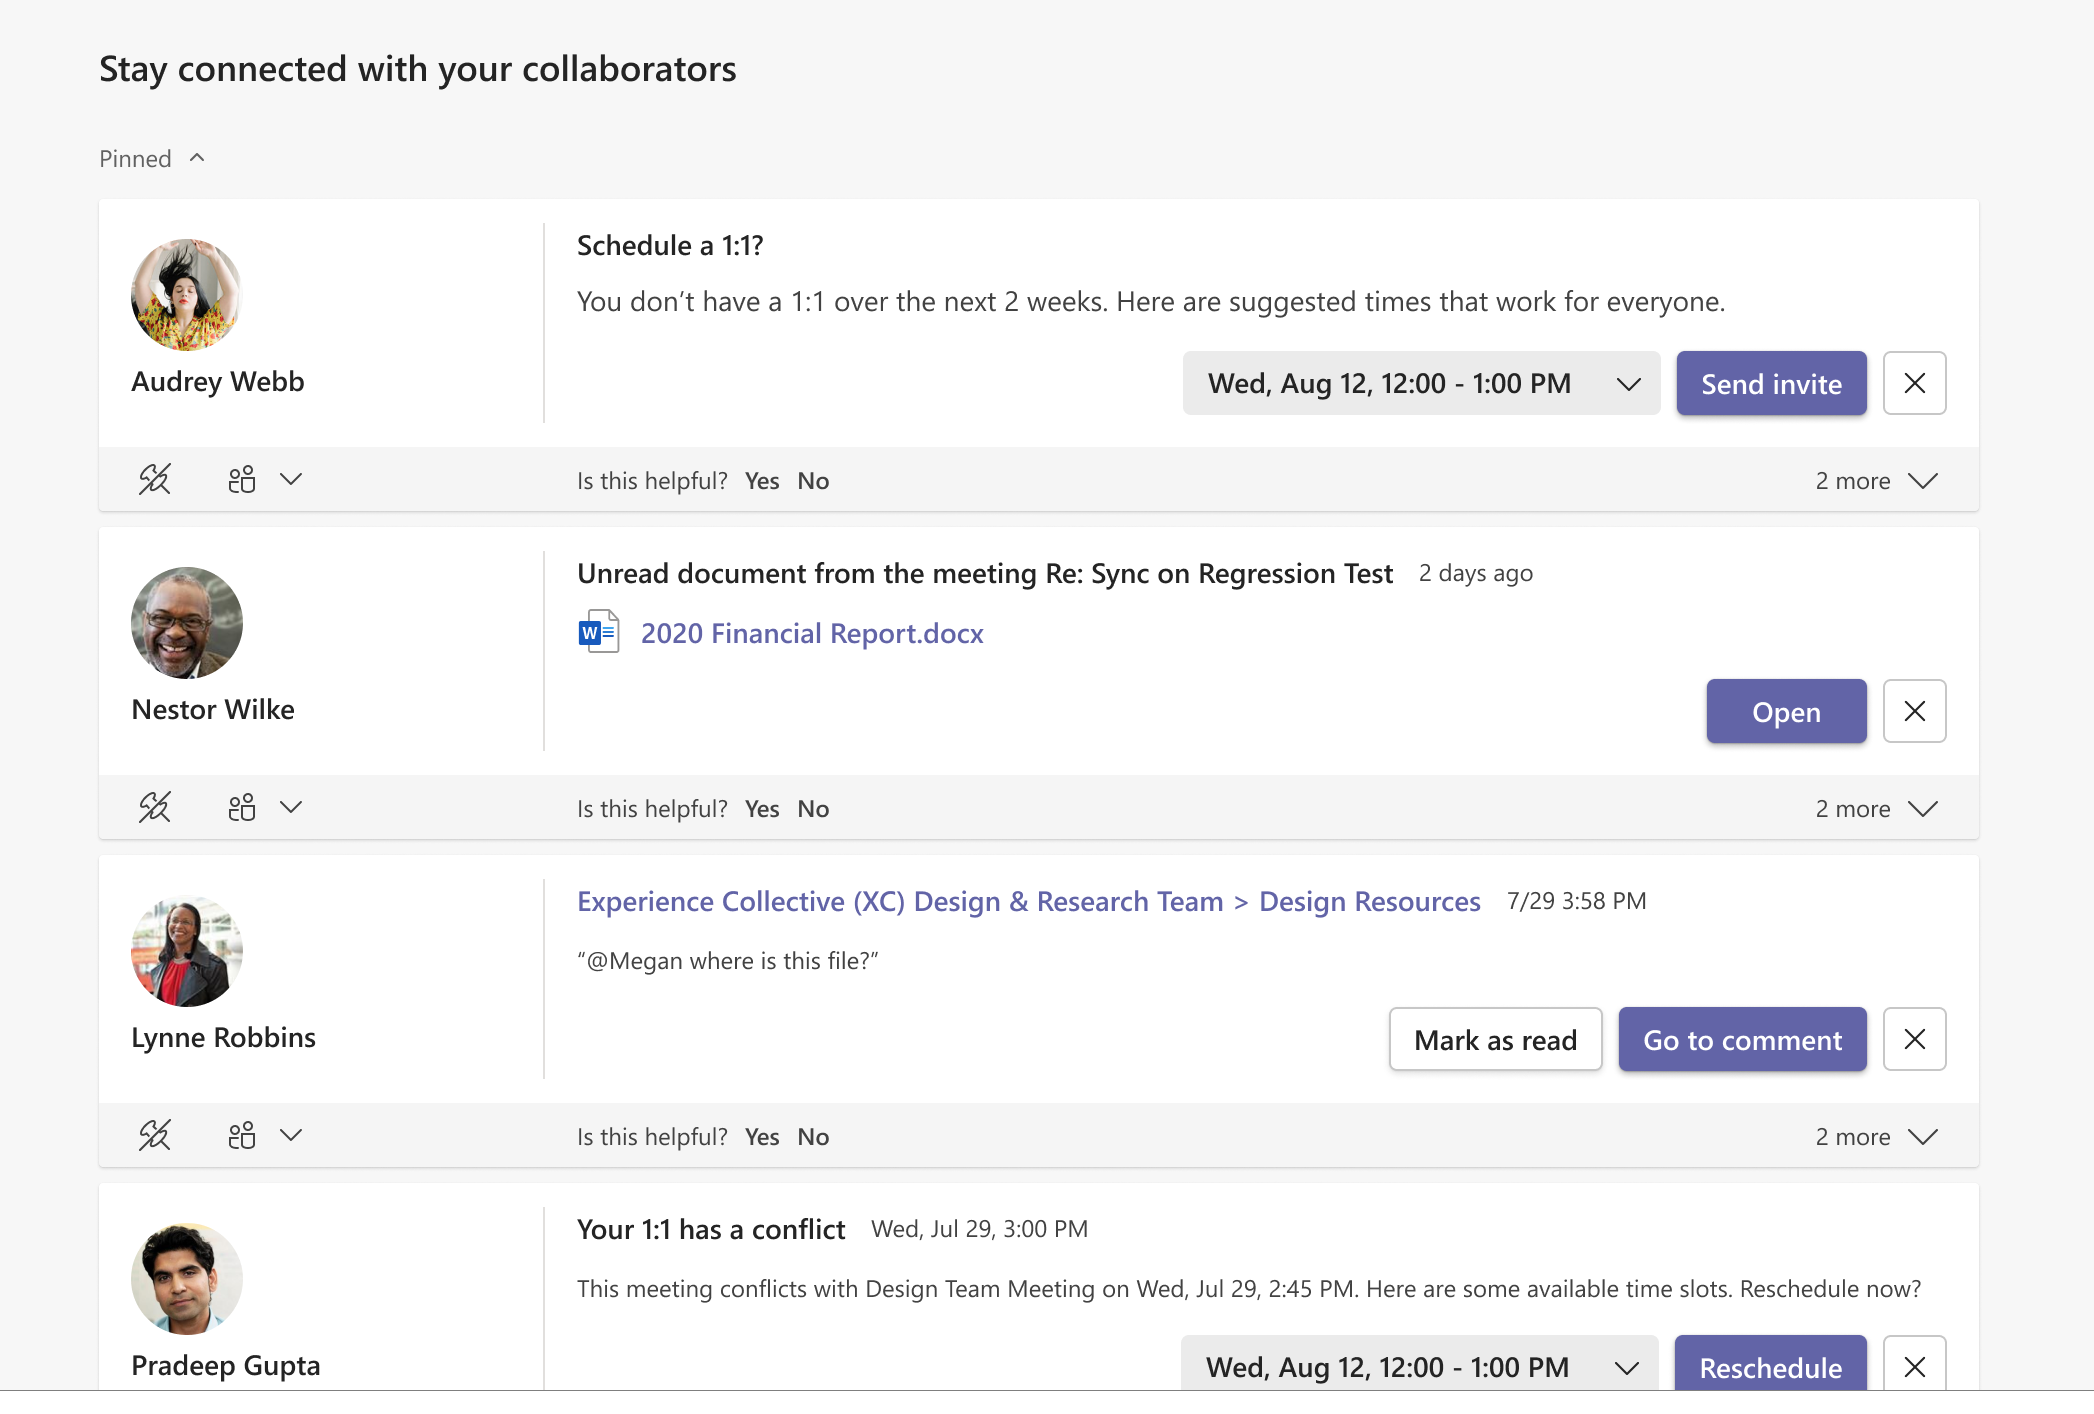 Stay connected with your collaborators
Pinned
Schedule a 1:1?
You don’t have a 1:1 over the next 2 weeks. Here are suggested times that work for everyone.
Audrey Webb
Wed, Aug 12, 12:00 - 1:00 PM
Send invite
Is this helpful? Yes No
2 more
Unread document from the meeting Re: Sync on Regression Test 2 days ago
W
2020 Financial Report.docx
Nestor Wilke
Open
Is this helpful? Yes No
2 more
Experience Collective (XC) Design & Research Team > Design Resources 7/29 3:58 PM
“@Megan where is this file?”
Lynne Robbins
Mark as read
Go to comment
Is this helpful? Yes No
2 more
Your 1:1 has a conflict Wed, Jul 29, 3:00 PM
This meeting conflicts with Design Team Meeting on Wed, Jul 29, 2:45 PM. Here are some available time slots. Reschedule now?
Pradeep Gupta
Wed, Aug 12, 12:00 - 1:00 PM
Reschedule